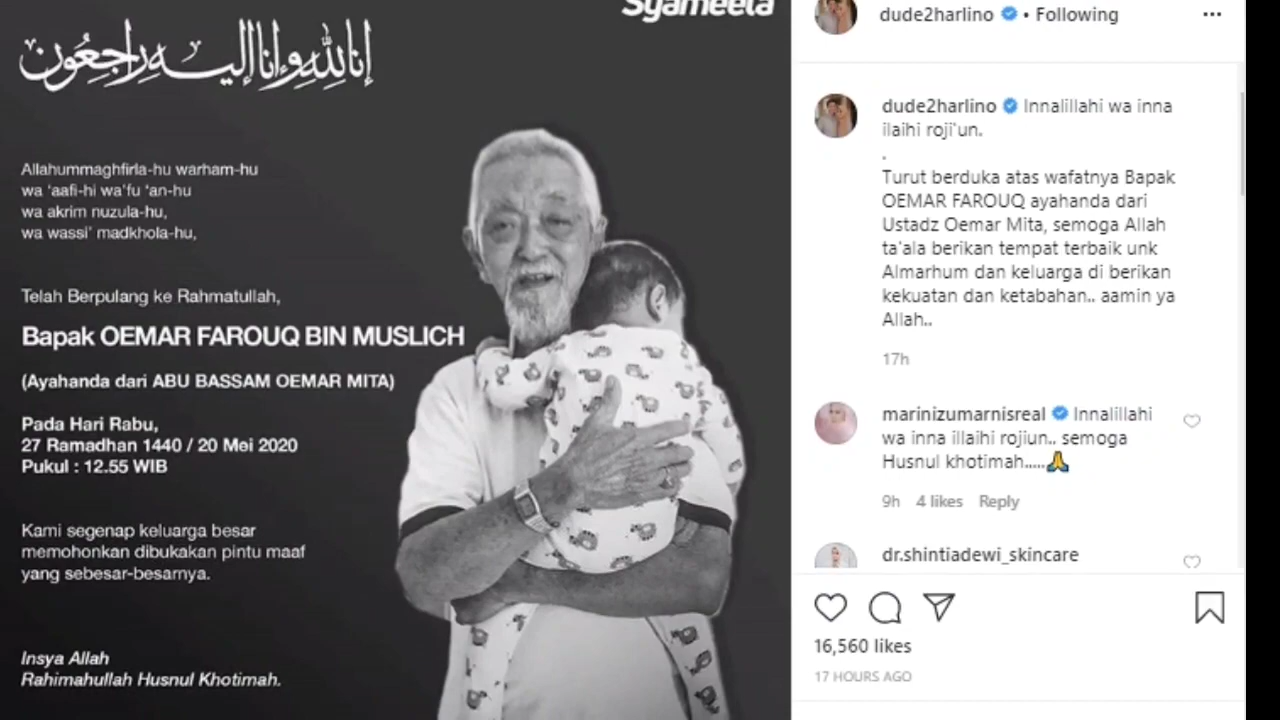 Syameela
إنا لله وإنا إليه راجعون
Allahummaghfirla-hu warham-hu
wa 'aafi-hi wa'fu 'an-hu
wa akrim nuzula-hu,
wa wassi' madkhola-hu,
Telah Berpulang ke Rahmatullah,
Bapak OEMAR FAROUQ BIN MUSLICH
(Ayahanda dari ABU BASSAM OEMAR MITA)
Pada Hari Rabu,
27 Ramadhan 1440 / 20 Mei 2020
Pukul : 12.55 WIB
Kami segenap keluarga besar
memohonkan dibukakan pintu maaf
yang sebesar-besarnya.
Insya Allah
Rahimahullah Husnul Khotimah.
dude2harlino • Following
dude2harlino Innalillahi wa inna
ilaihi roji'un.
.
Turut berduka atas wafatnya Bapak
OEMAR FAROUQ ayahanda dari
Ustadz Oemar Mita, semoga Allah
ta'ala berikan tempat terbaik unk
Almarhum dan keluarga di berikan
kekuatan dan ketabahan.. aamin ya
Allah..
17h
marinizumarnisreal Innalillahi
wa inna illaihi rojiun.. semoga
Husnul khotimah.....🙏
9h 4 likes Reply
dr.shintiadewi_skincare
16,560 likes
17 HOURS AGO